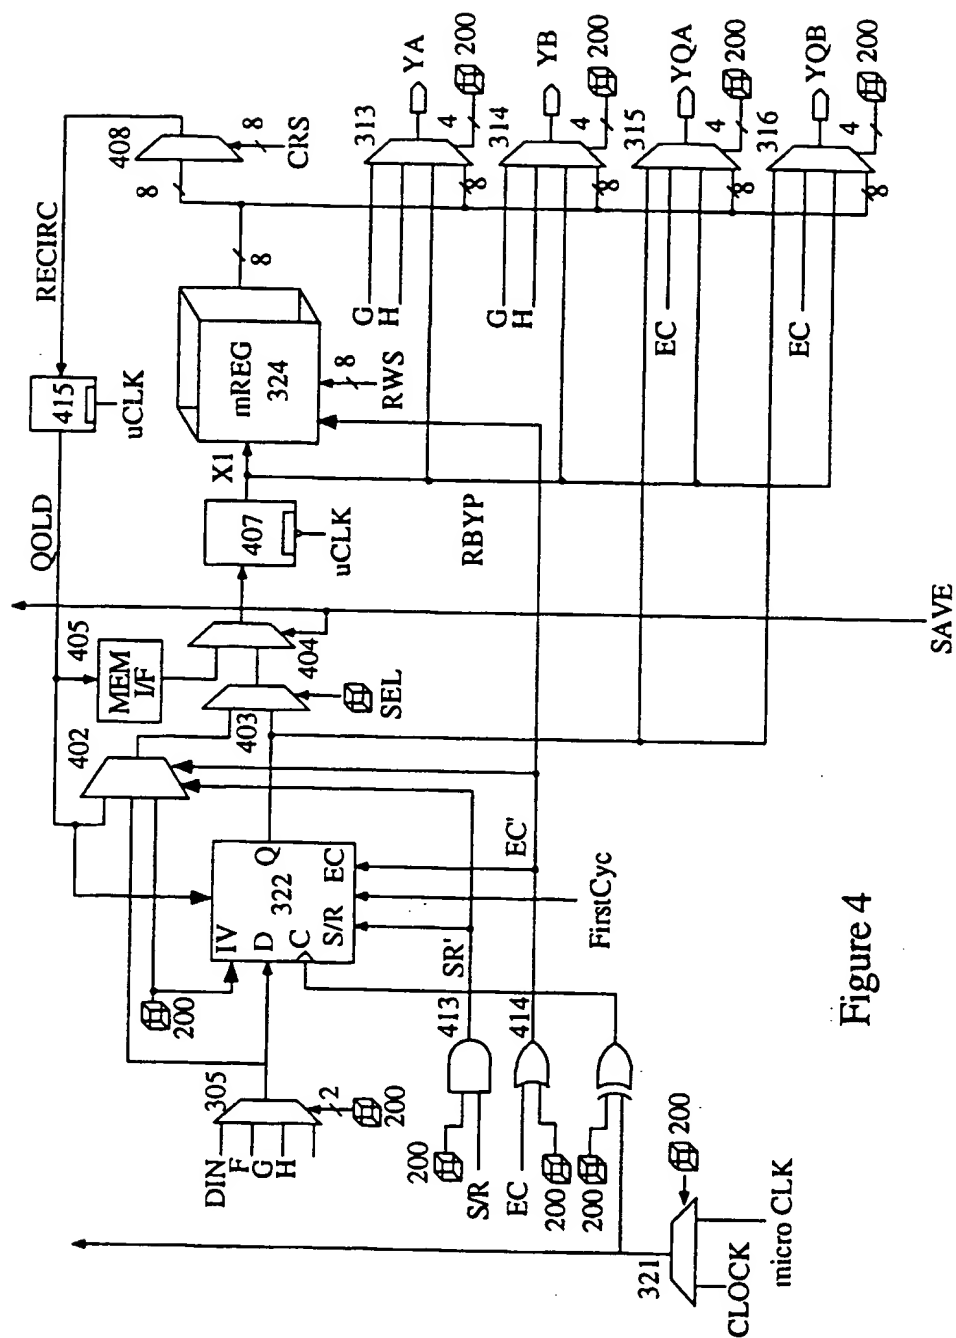 RECIRC
408
8
8
CRS
QOLD
415
uCLK
8
mREG
324
8
RWS
X1
407
uCLK
RBYP
405
MEM
I/F
404
403
SEL
402
SAVE
313
YA
4
200
G
H
8
314
YB
4
200
G
H
8
315
YQA
4
200
EC
8
316
YQB
4
200
EC
8
IV
D
C
Q
322
S/R
EC
EC'
FirstCyc
SR'
200
305
2
200
DIN
F
G
H
413
200
S/R
414
EC
200
200
321
200
CLOCK
micro CLK
Figure 4